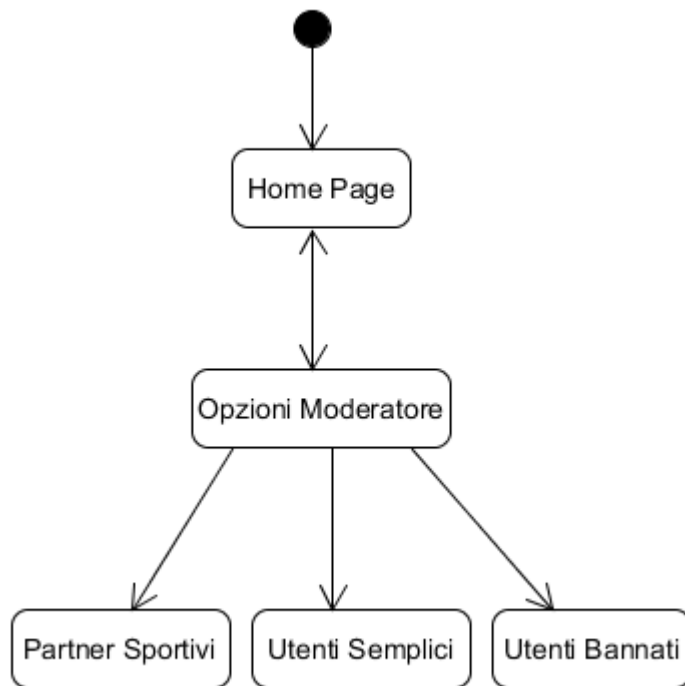 Home Page
Opzioni Moderatore
Partner Sportivi
Utenti Semplici
Utenti Bannati